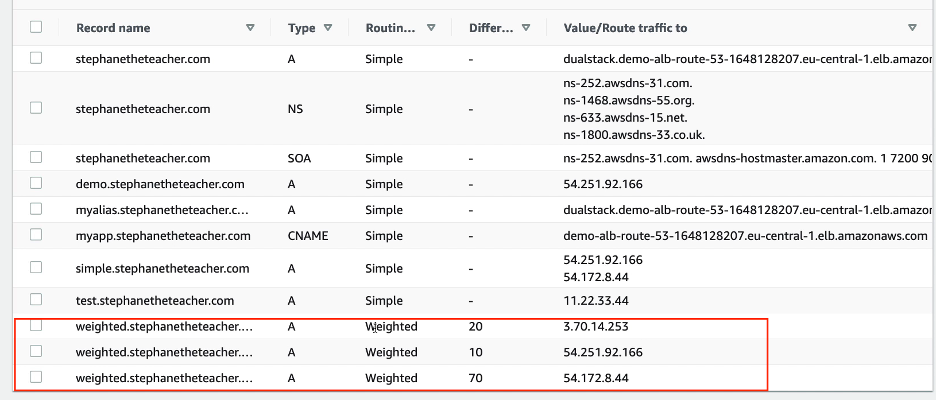 Record name Type Routin... Differ... Value/Route traffic to
stephanetheteacher.com A Simple - dualstack.demo-alb-route-53-1648128207.eu-central-1.elb.amazon
ns-252.awsdns-31.com.
ns-1468.awsdns-55.org.
stephanetheteacher.com NS Simple -
ns-633.awsdns-15.net.
ns-1800.awsdns-33.co.uk.
stephanetheteacher.com SOA Simple - ns-252.awsdns-31.com. awsdns-hostmaster.amazon.com. 1 7200 90
demo.stephanetheteacher.com A Simple - 54.251.92.166
myalias.stephanetheteacher.c... A Simple - dualstack.demo-alb-route-53-1648128207.eu-central-1.elb.amazon
myapp.stephanetheteacher.com CNAME Simple - demo-alb-route-53-1648128207.eu-central-1.elb.amazonaws.com
54.251.92.166
simple.stephanetheteacher.com A Simple -
54.172.8.44
test.stephanetheteacher.com A Simple - 11.22.33.44
weighted.stephanetheteacher.... A Weighted 20 3.70.14.253
weighted.stephanetheteacher.... A Weighted 10 54.251.92.166
weighted.stephanetheteacher.... A Weighted 70 54.172.8.44